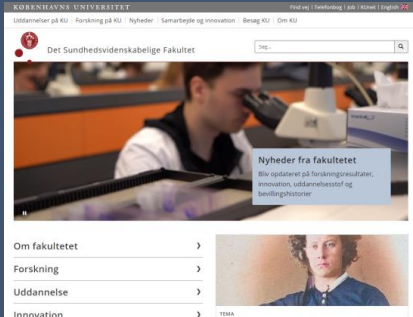 KØBENHAVNS UNIVERSITET
Find vej | Telefonbog | Job | KUnet | English
Uddannelser på KU | Forskning på KU | Nyheder | Samarbejde og innovation | Besøg KU | Om KU
Det Sundhedsvidenskabelige Fakultet
Søg..
Nyheder fra fakultetet
Bliv opdateret på forskningsresultater,
innovation, uddannelsesstof og
bevillingshistorier
Om fakultetet
Forskning
Uddannelse
Innovation
TEMA